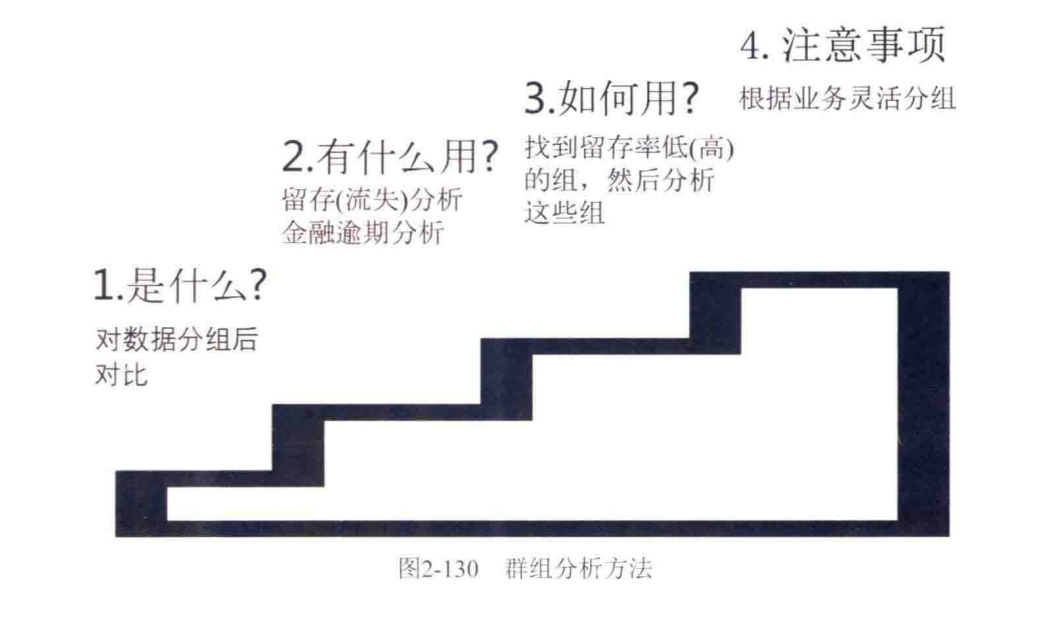 1.是什么?
对数据分组后
对比
2.有什么用?
留存(流失)分析
金融逾期分析
3.如何用?
找到留存率低(高)
的组，然后分析
这些组
4. 注意事项
根据业务灵活分组
图2-130 群组分析方法